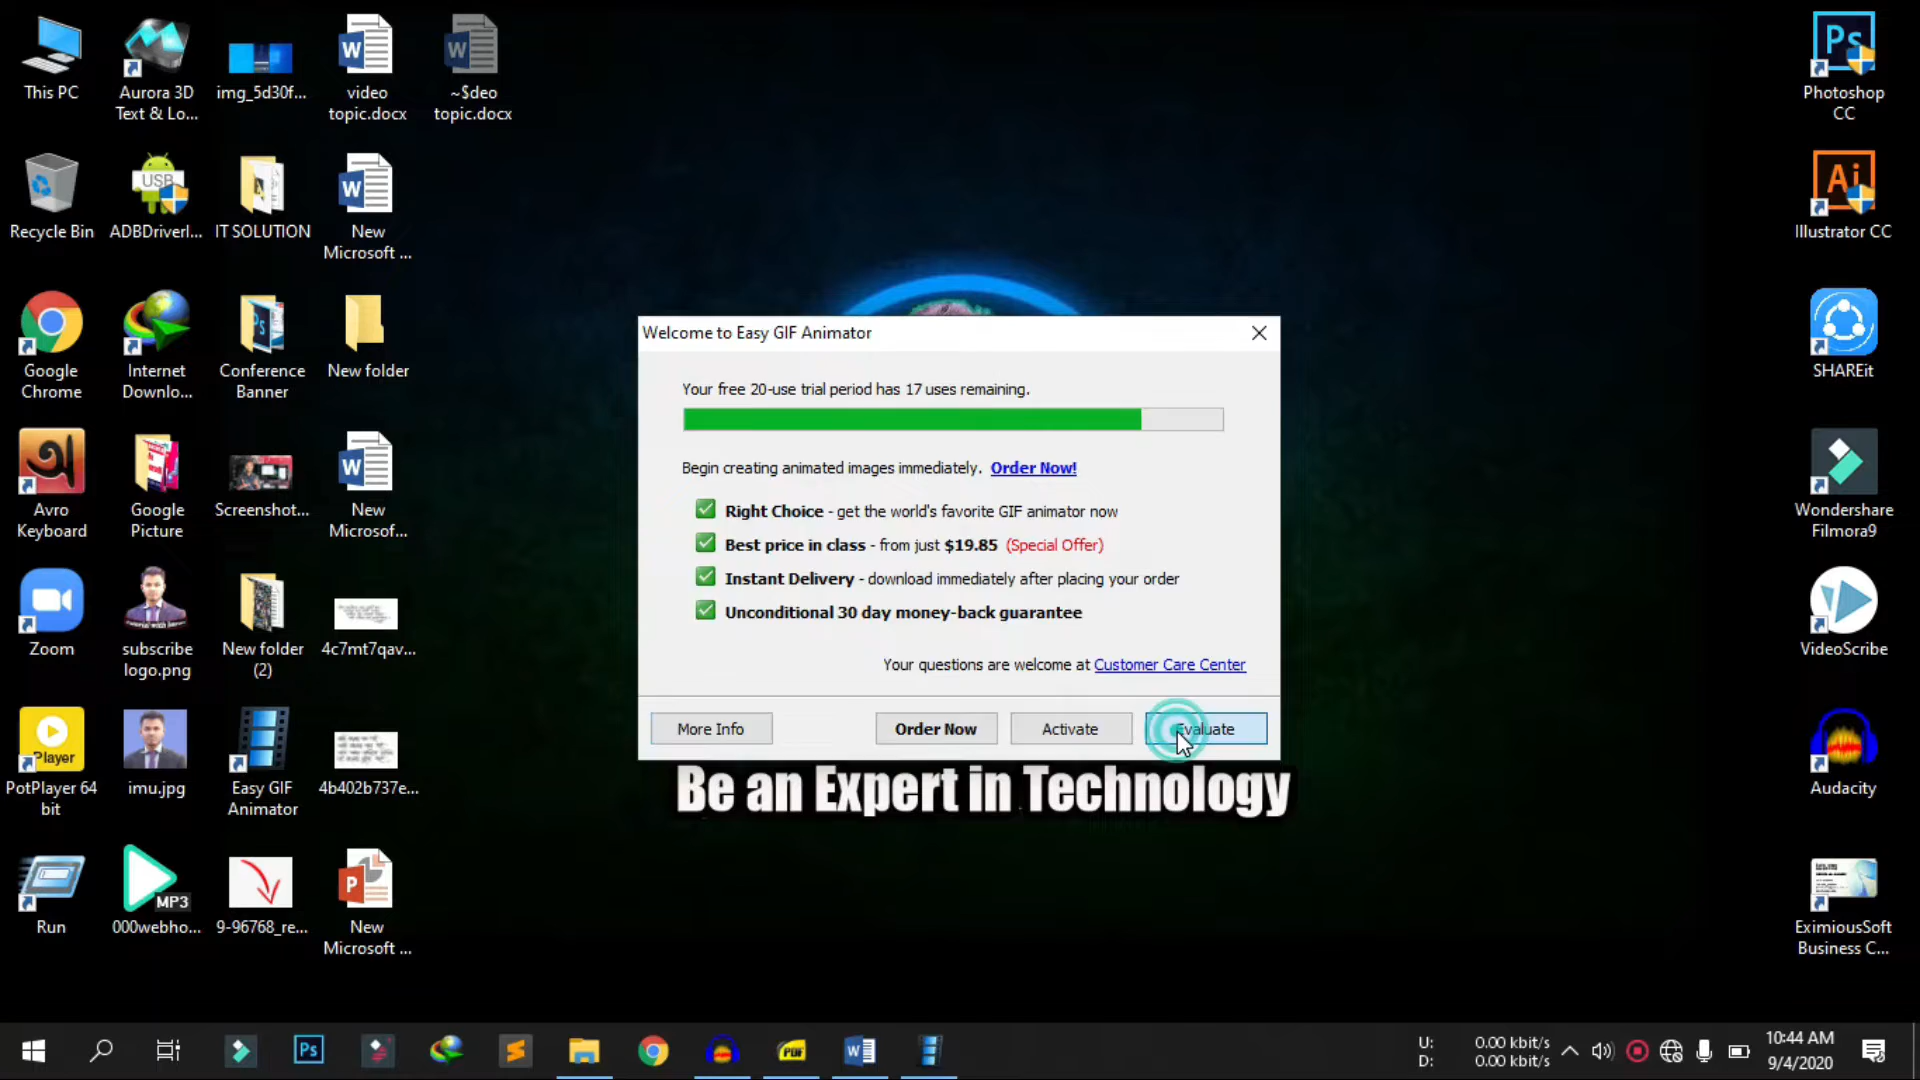 This PC
Aurora 3D
Text & Lo...
img_5d30f...
video
topic.docx
~$deo
topic.docx
Photoshop
CC
Recycle Bin
ADBDriverI...
IT SOLUTION
New
Microsoft ...
Illustrator CC
Google
Chrome
Internet
Downlo...
Conference
Banner
New folder
SHAREit
Avro
Keyboard
Google
Picture
Screenshot...
New
Microsof...
Wondershare
Filmora9
Zoom
subscribe
logo.png
New folder
(2)
4c7mt7qav...
VideoScribe
PotPlayer 64
bit
imu.jpg
Easy GIF
Animator
4b402b737e...
Audacity
Run
000webho...
9-96768_re...
New
Microsoft ...
EximiousSoft
Business C...
Ps
Ai
USB
Player
MP3
Welcome to Easy GIF Animator
Your free 20-use trial period has 17 uses remaining.
Begin creating animated images immediately. Order Now!
Right Choice - get the world's favorite GIF animator now
Best price in class - from just $19.85 (Special Offer)
Instant Delivery - download immediately after placing your order
Unconditional 30 day money-back guarantee
Your questions are welcome at Customer Care Center
More Info
Order Now
Activate
Evaluate
Be an Expert in Technology
Ps
PDF
U: 0.00 kbit/s
D: 0.00 kbit/s
10:44 AM
9/4/2020